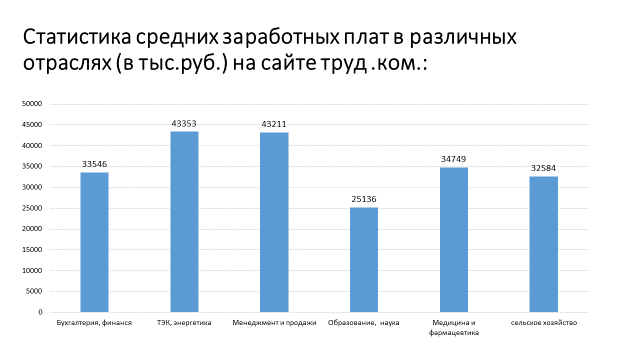 Статистика средних заработных плат в различных
отраслях (в тыс.руб.) на сайте труд .ком.:
50000
45000
40000
35000
30000
25000
20000
15000
10000
5000
0
33546
43353
43211
25136
34749
32584
Бухгалтерия, финанся
ТЭК, энергетика
Менеджмент и продажи
Образование, наука
Медицина и
фармацевтика
сельское хозяйство